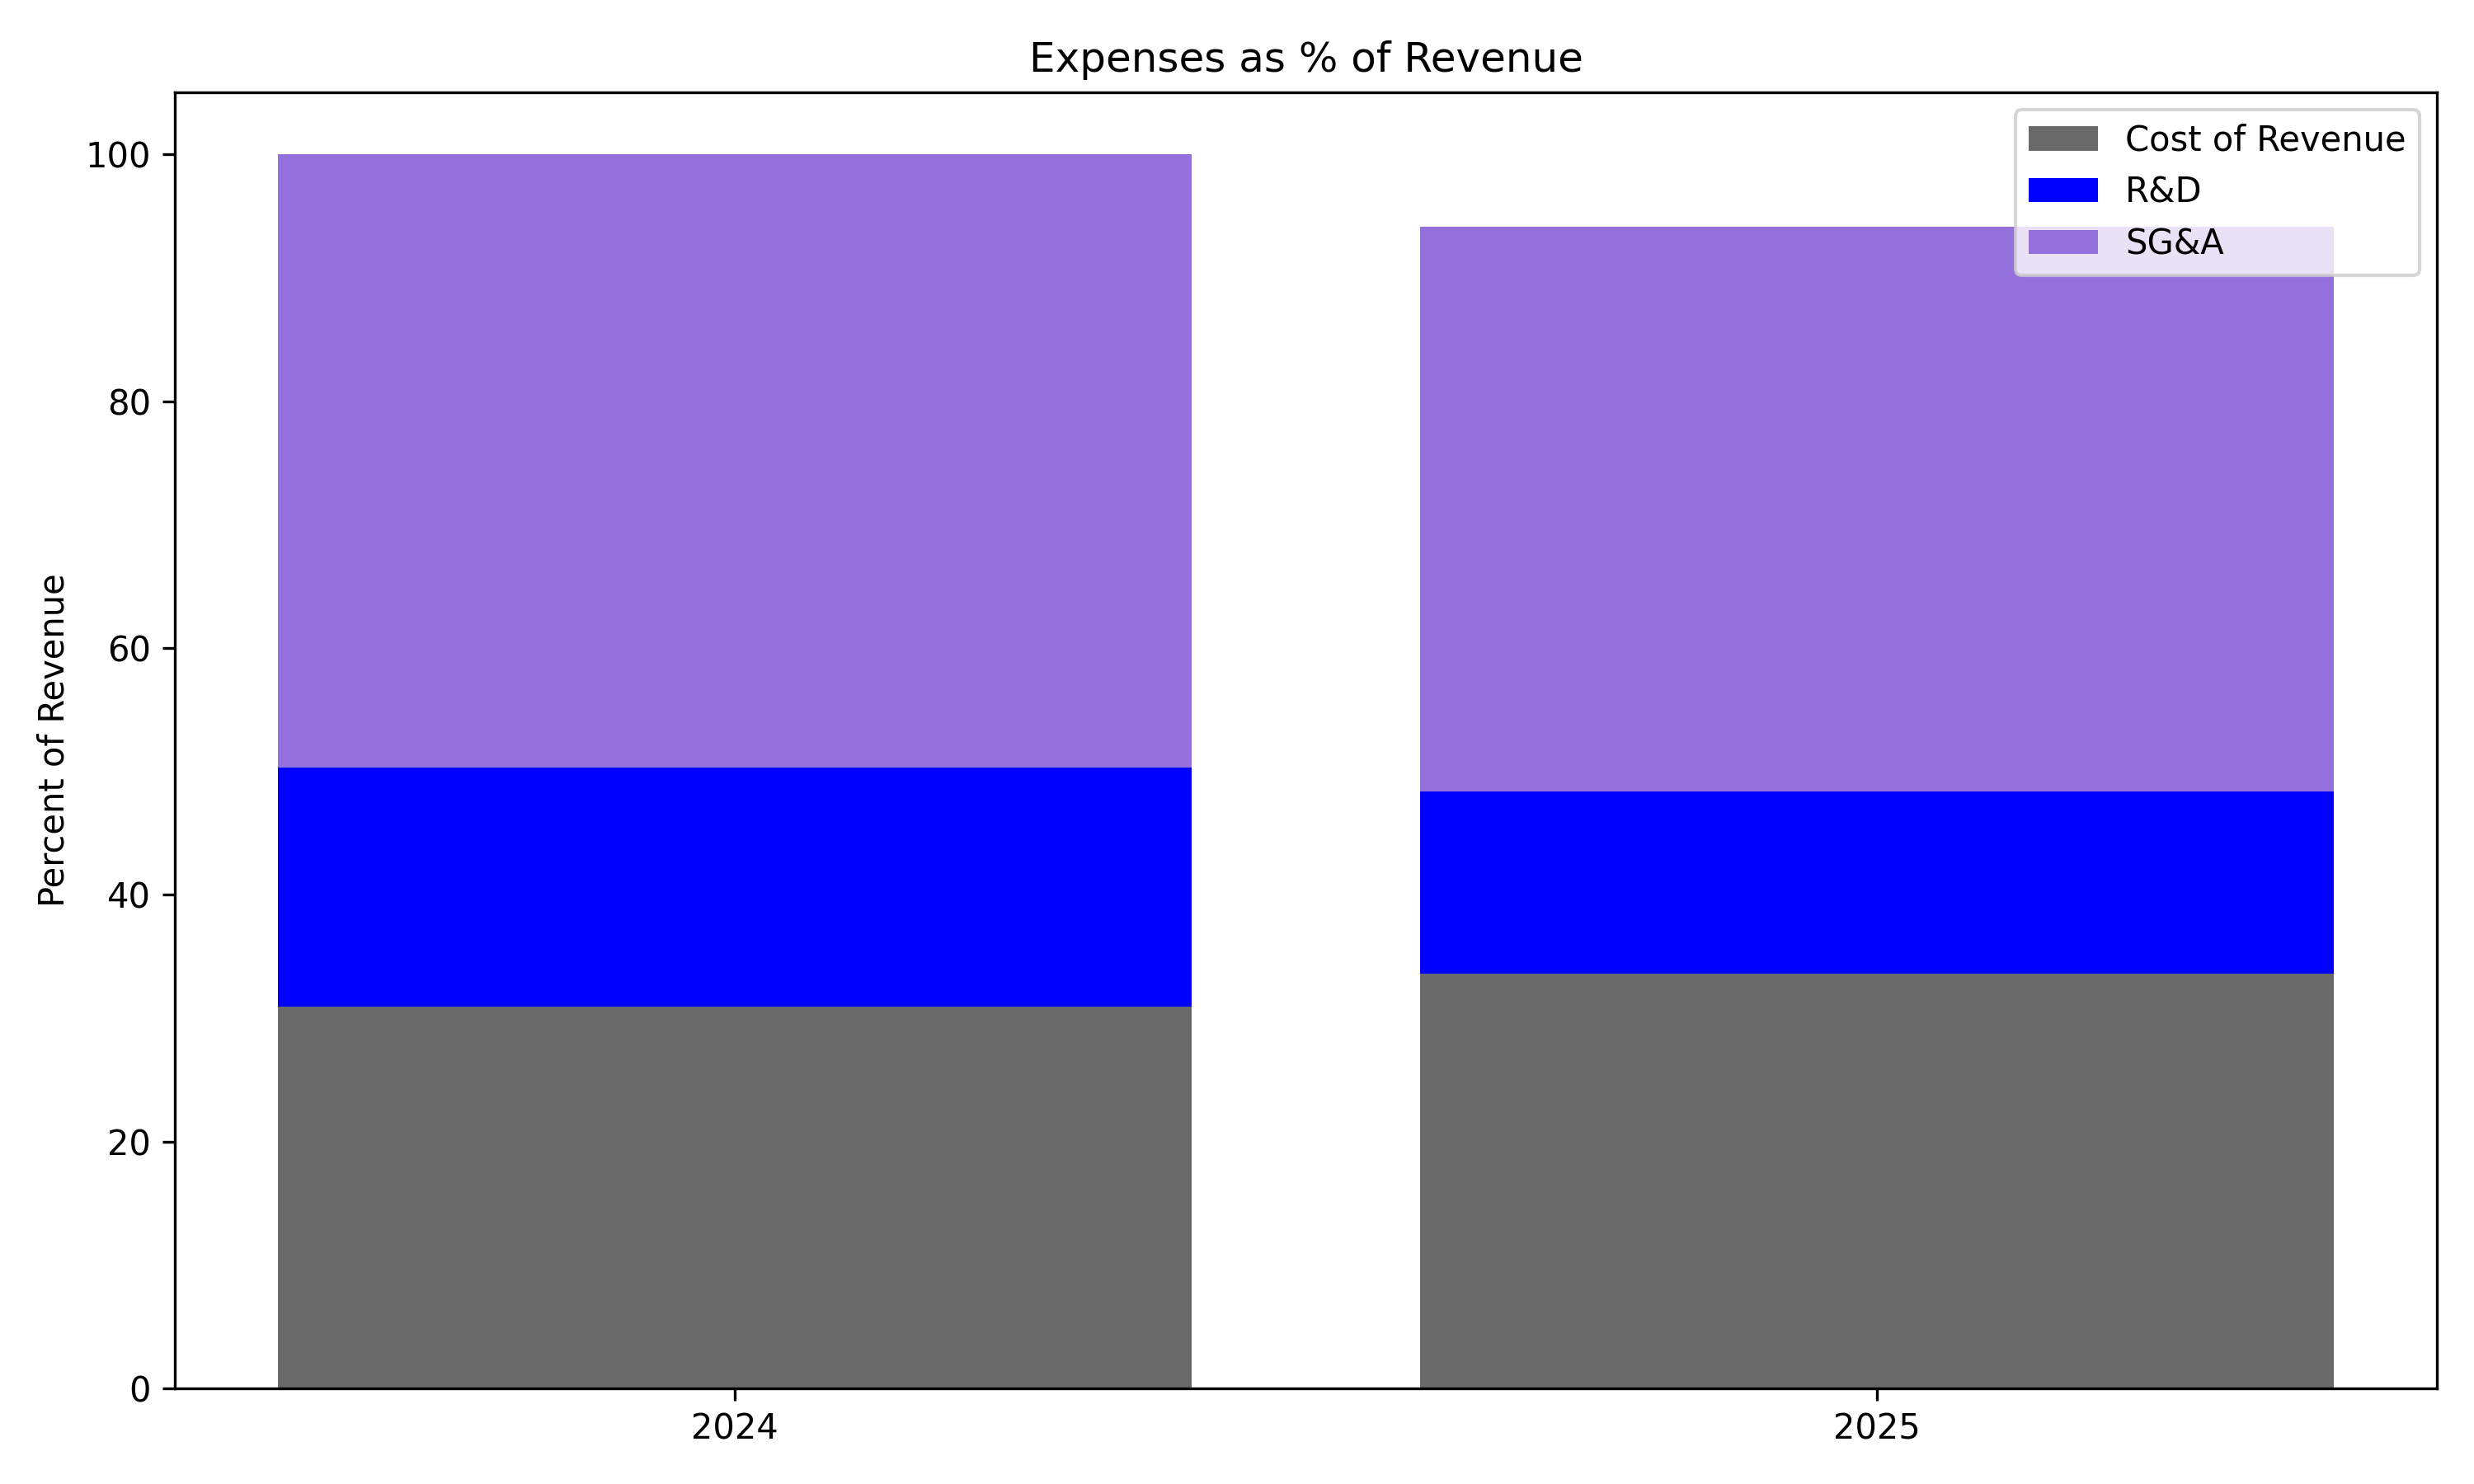 Expenses as % of Revenue
Percent of Revenue
100
80
60
40
20
0
2024
2025
Cost of Revenue
R&D
SG&A